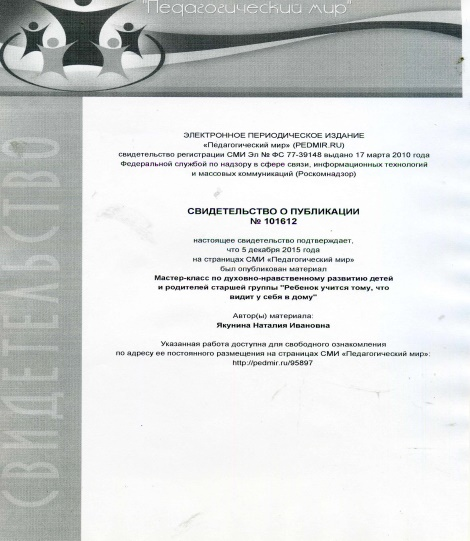 "Педагогический мир"
СВИДЕТЕЛЬСТВО
ЭЛЕКТРОННОЕ ПЕРИОДИЧЕСКОЕ ИЗДАНИЕ
«Педагогический мир» (PEDMIR.RU)
свидетельство регистрации СМИ Эл № ФС 77-39148 выдано 17 марта 2010 года
Федеральной службой по надзору в сфере связи, информационных технологий
и массовых коммуникаций (Роскомнадзор)
СВИДЕТЕЛЬСТВО О ПУБЛИКАЦИИ
№ 101612
настоящее свидетельство подтверждает,
что 5 декабря 2015 года
на страницах СМИ «Педагогический мир»
был опубликован материал
Мастер-класс по духовно-нравственному развитию детей
и родителей старшей группы "Ребенок учится тому, что
видит у себя в дому"
Автор(ы) материала:
Якунина Наталия Ивановна
Указанная работа доступна для свободного ознакомления
по адресу ее постоянного размещения на страницах СМИ «Педагогический мир»:
http://pedmir.ru/95897